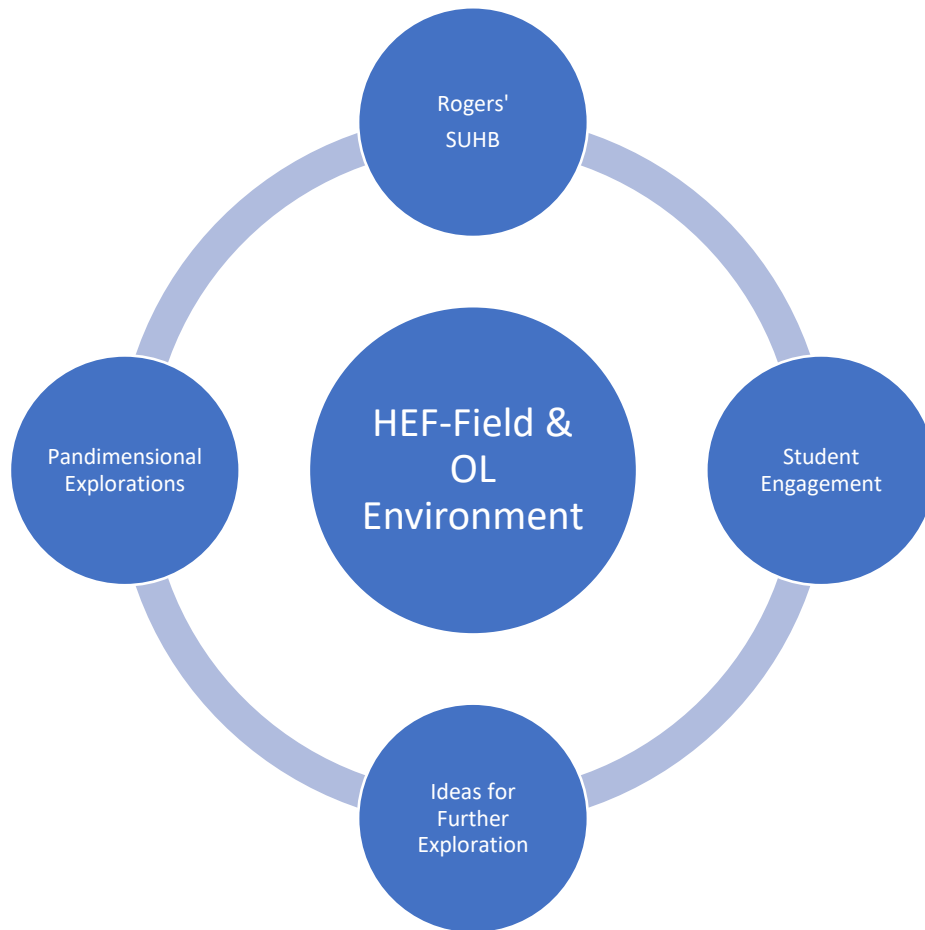 Rogers'
SUHB
HEF-Field &
OL
Environment
Pandimensional
Explorations
Student
Engagement
Ideas for
Further
Exploration